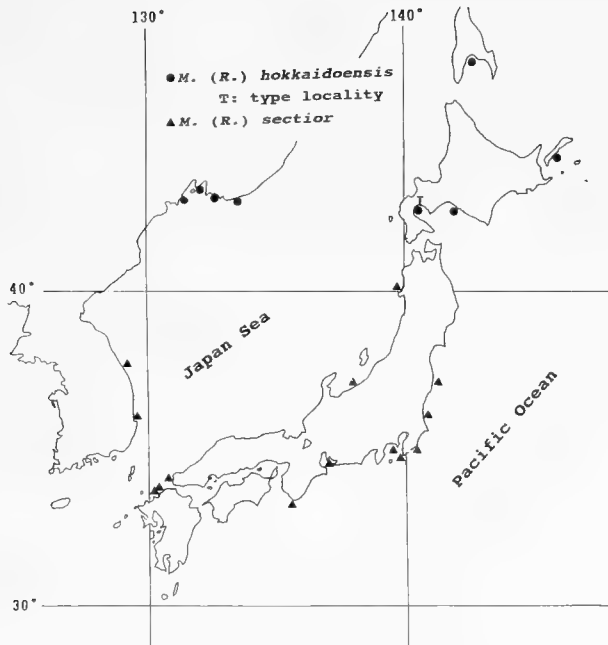 130°
140°
●M. (R.) hokkaidoensis
T: type locality
▲M. (R.) sectior
T
40°
Japan Sea
Pacific Ocean
30°